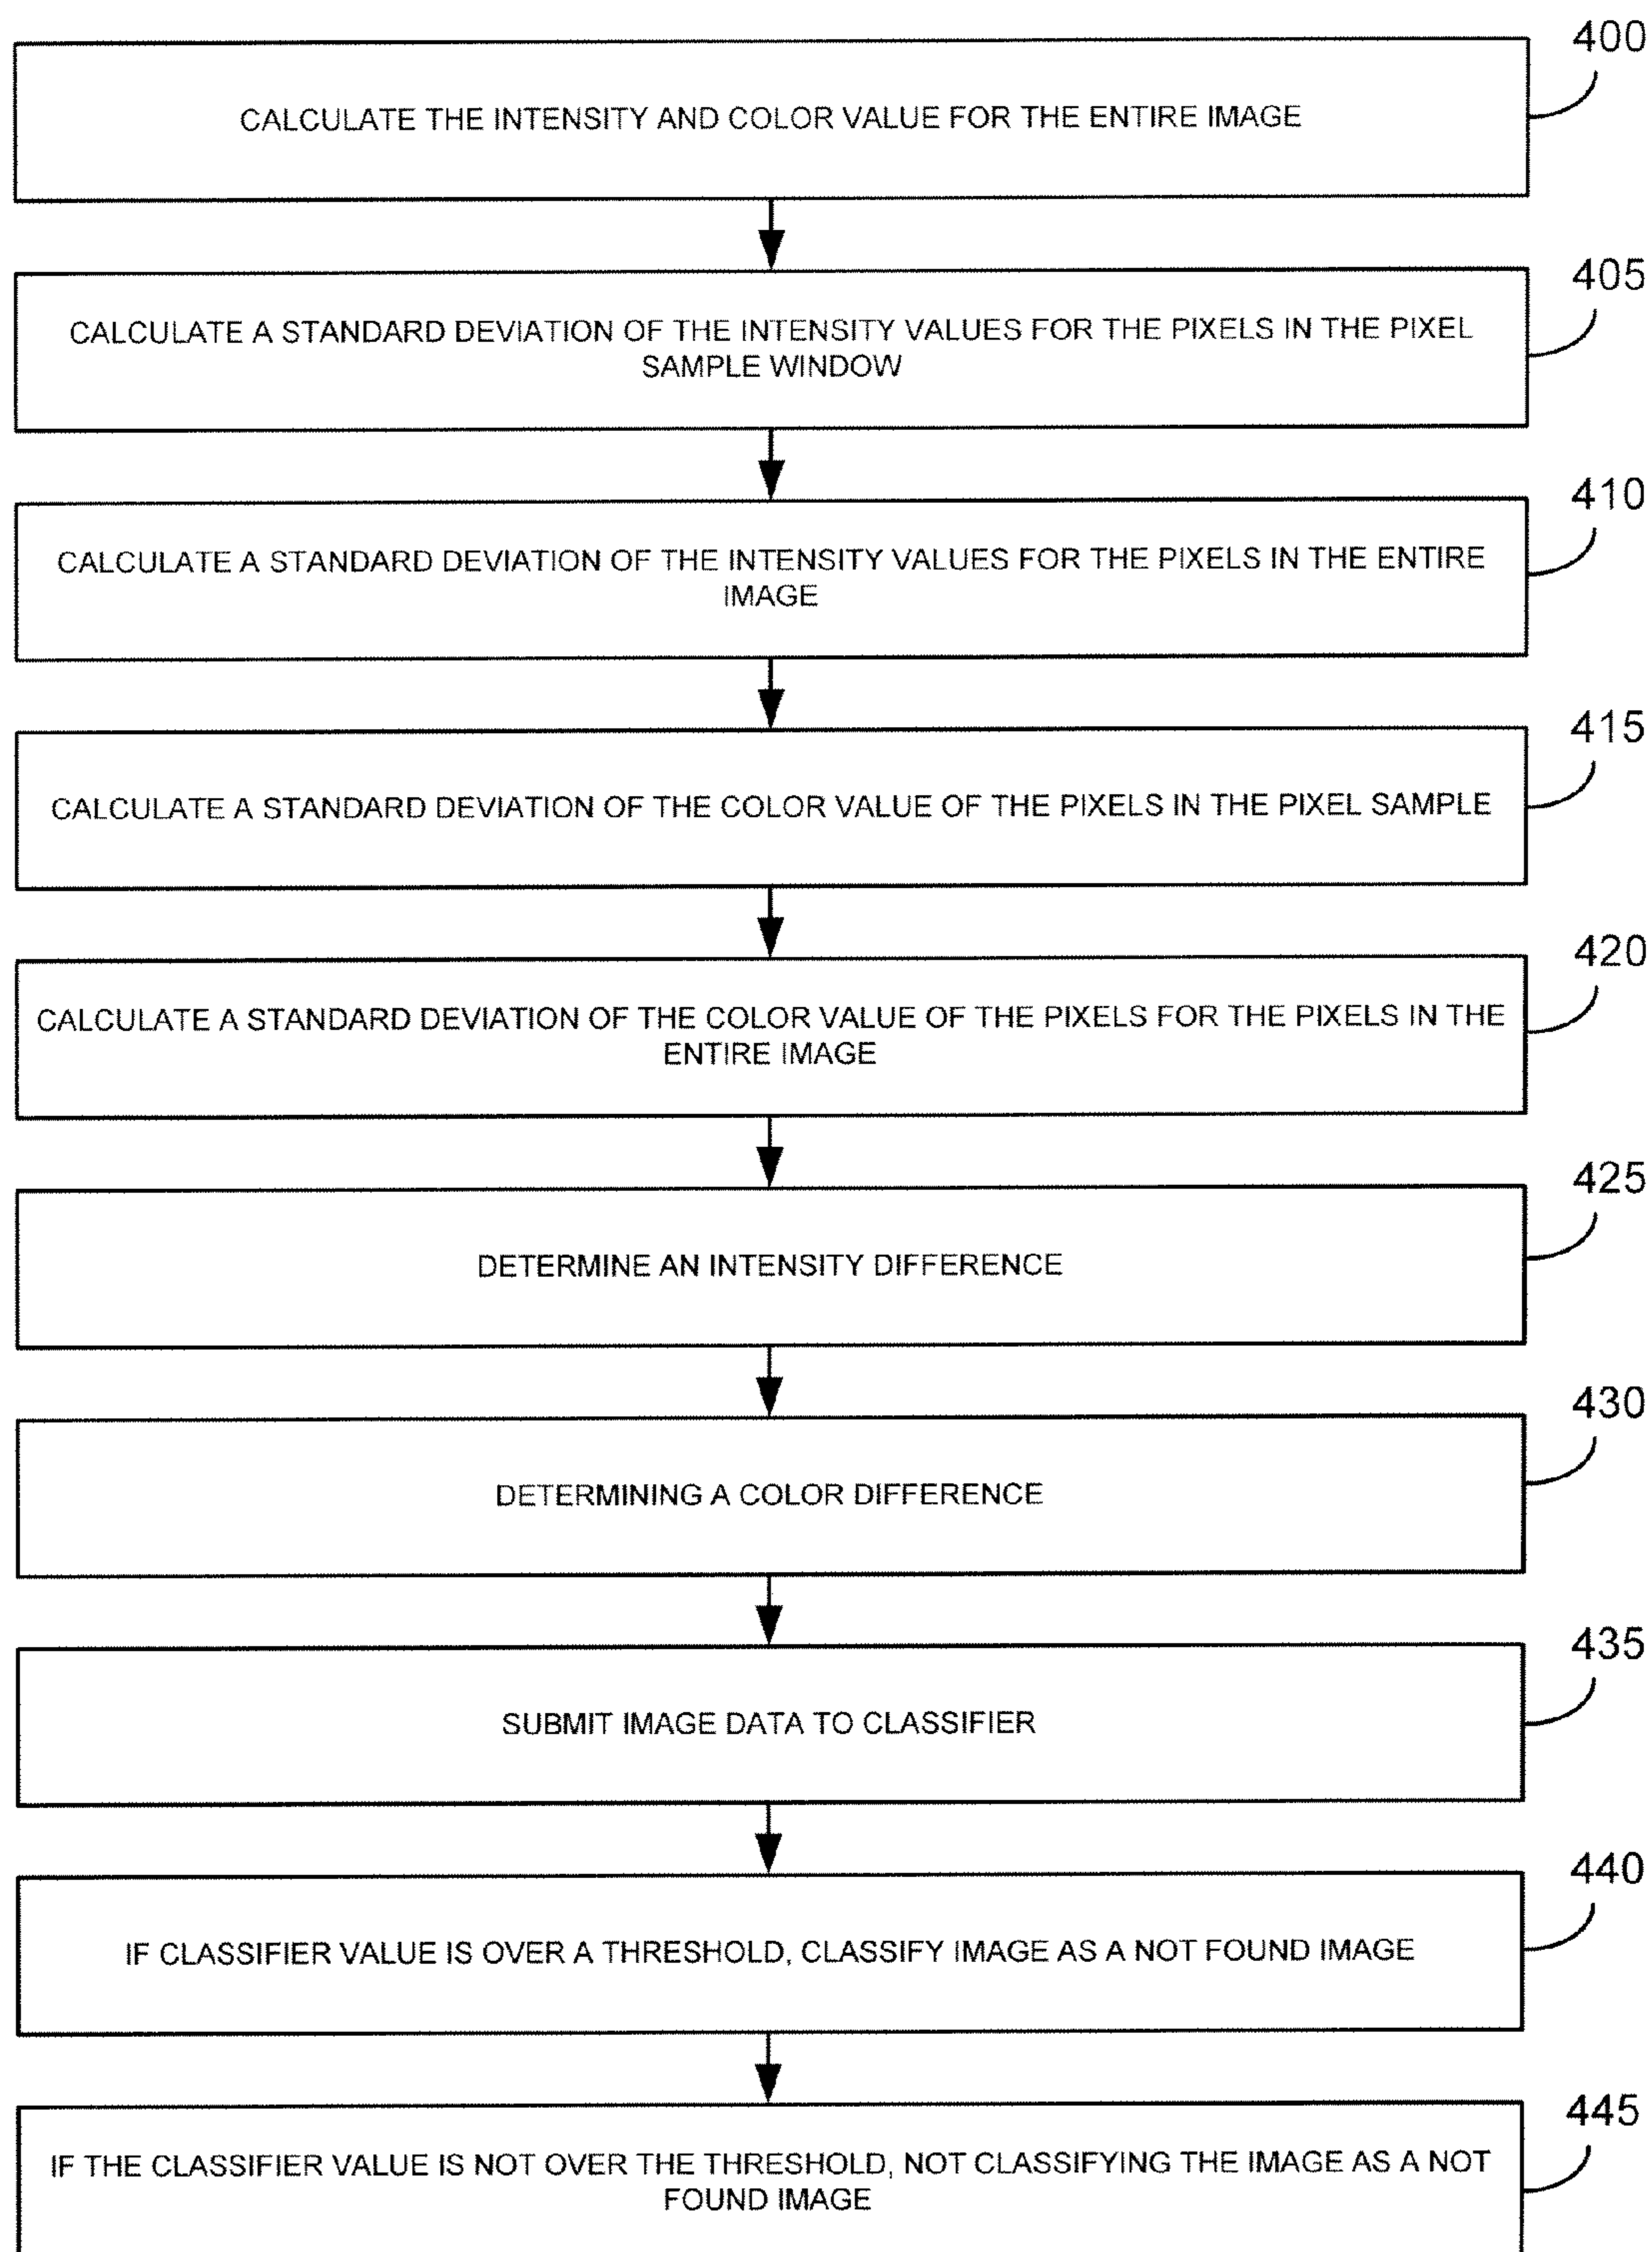 400
CALCULATE THE INTENSITY AND COLOR VALUE FOR THE ENTIRE IMAGE
405
CALCULATE A STANDARD DEVIATION OF THE INTENSITY VALUES FOR THE PIXELS IN THE PIXEL
SAMPLE WINDOW
410
CALCULATE A STANDARD DEVIATION OF THE INTENSITY VALUES FOR THE PIXELS IN THE ENTIRE
IMAGE
415
CALCULATE A STANDARD DEVIATION OF THE COLOR VALUE OF THE PIXELS IN THE PIXEL SAMPLE
420
CALCULATE A STANDARD DEVIATION OF THE COLOR VALUE OF THE PIXELS FOR THE PIXELS IN THE
ENTIRE IMAGE
425
DETERMINE AN INTENSITY DIFFERENCE
430
DETERMINING A COLOR DIFFERENCE
435
SUBMIT IMAGE DATA TO CLASSIFIER
440
IF CLASSIFIER VALUE IS OVER A THRESHOLD, CLASSIFY IMAGE AS A NOT FOUND IMAGE
445
IF THE CLASSIFIER VALUE IS NOT OVER THE THRESHOLD, NOT CLASSIFYING THE IMAGE AS A NOT
FOUND IMAGE